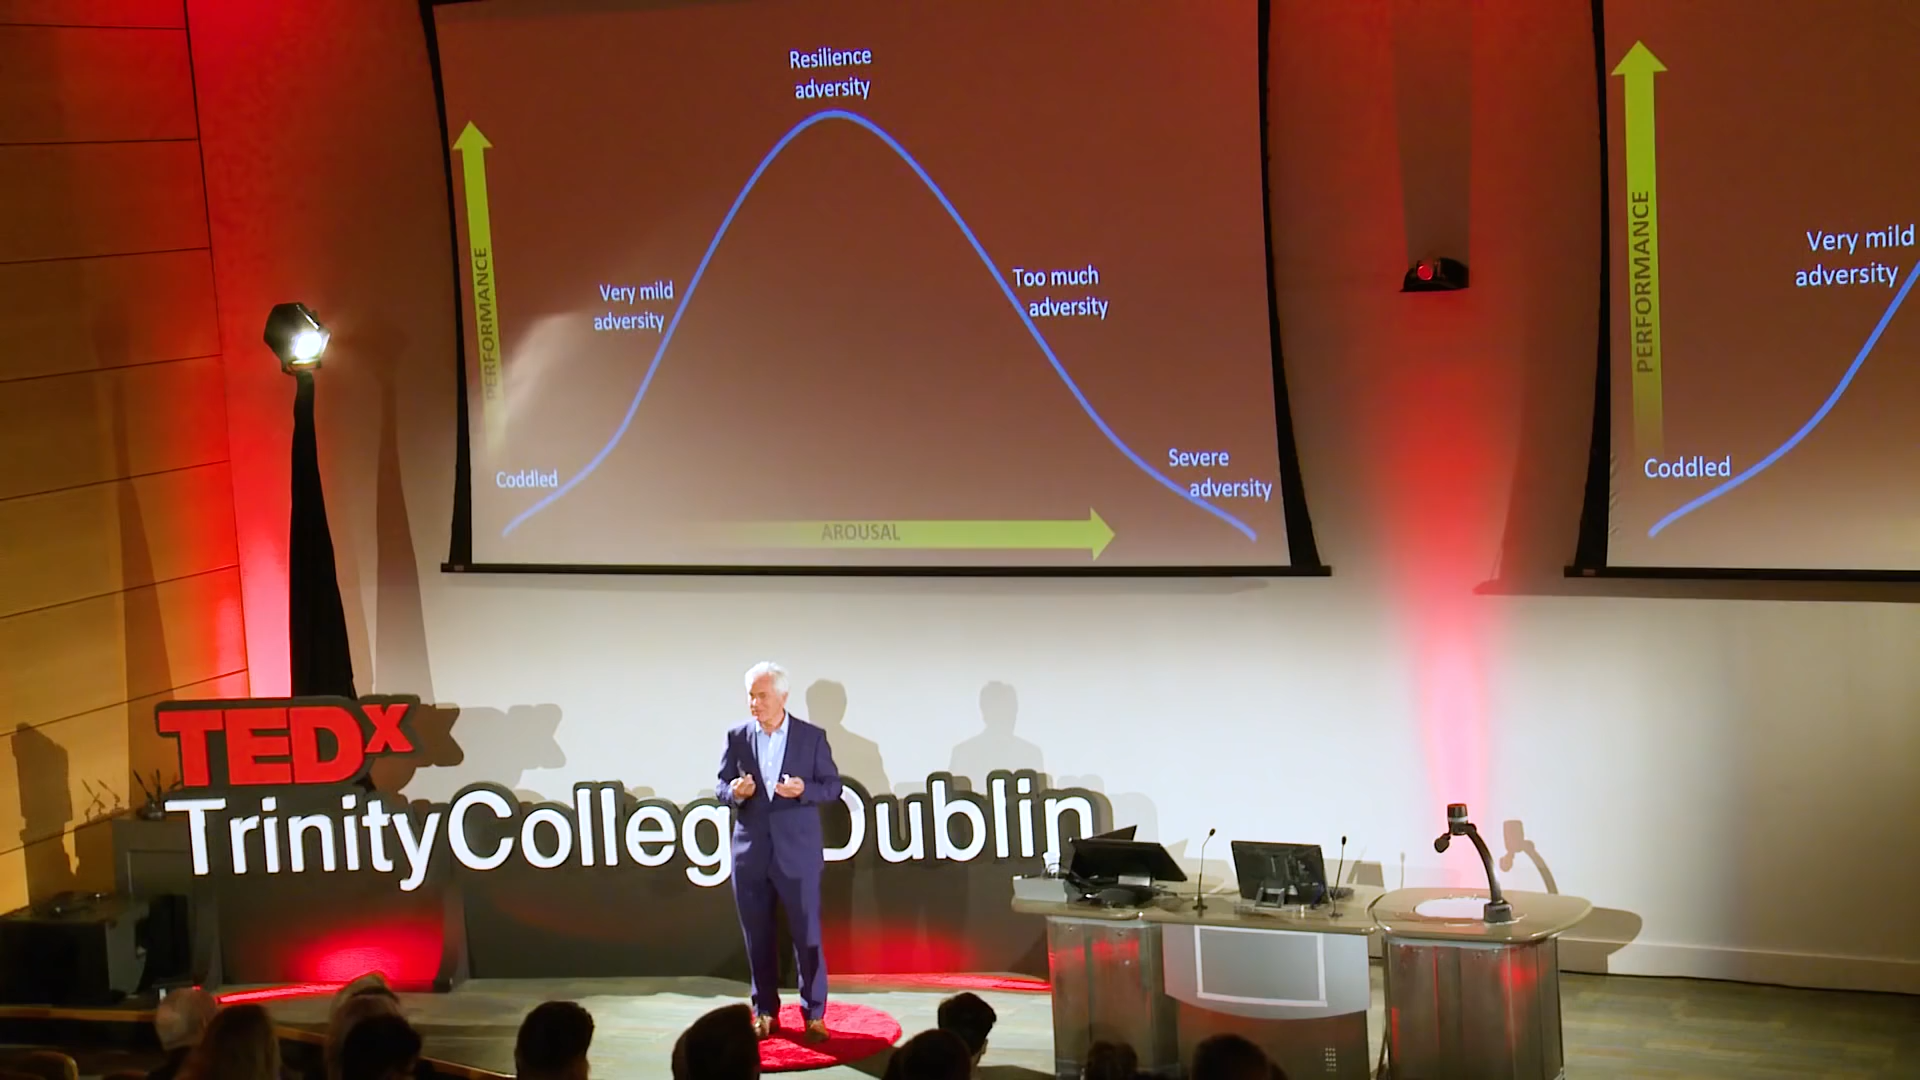 Resilience
adversity
Very mild
adversity
Too much
adversity
Coddled
Severe
adversity
PERFORMANCE
AROUSAL
PERFORMANCE
Very mild
adversity
Coddled
TEDx
TrinityColleg Dublin